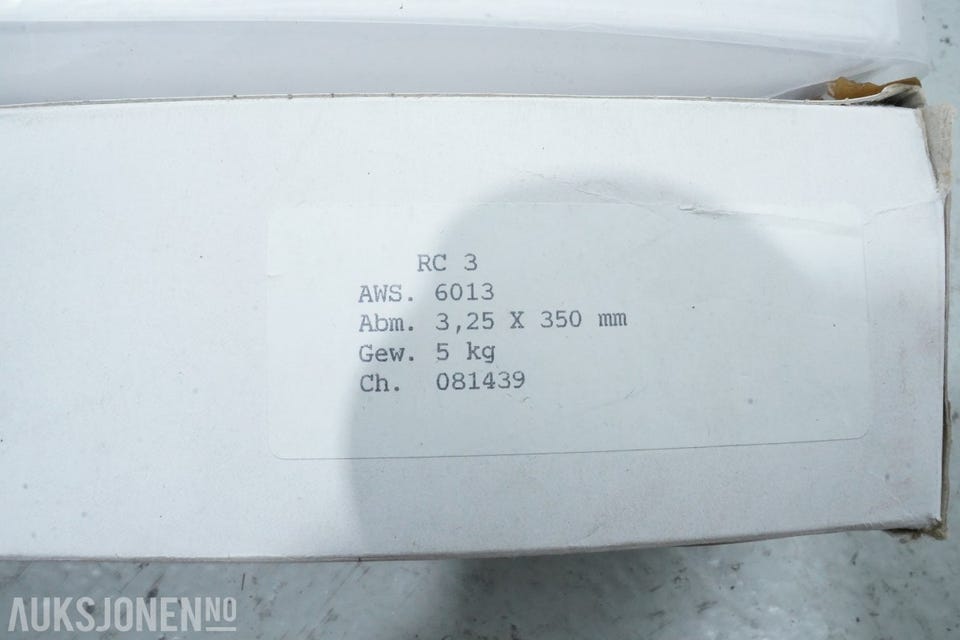 RC 3
AWS. 6013
Abm. 3,25 X 350 mm
Gew. 5 kg
Ch. 081439
AUKSJONEN.NO